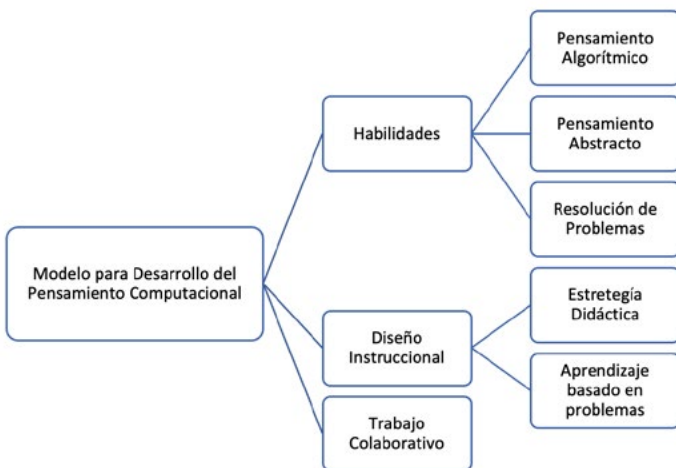 Modelo para Desarrollo del
Pensamiento Computacional
Habilidades
Pensamiento
Algorítmico
Pensamiento
Abstracto
Resolución de
Problemas
Diseño
Instruccional
Estretegía
Didáctica
Aprendizaje
basado en
problemas
Trabajo
Colaborativo